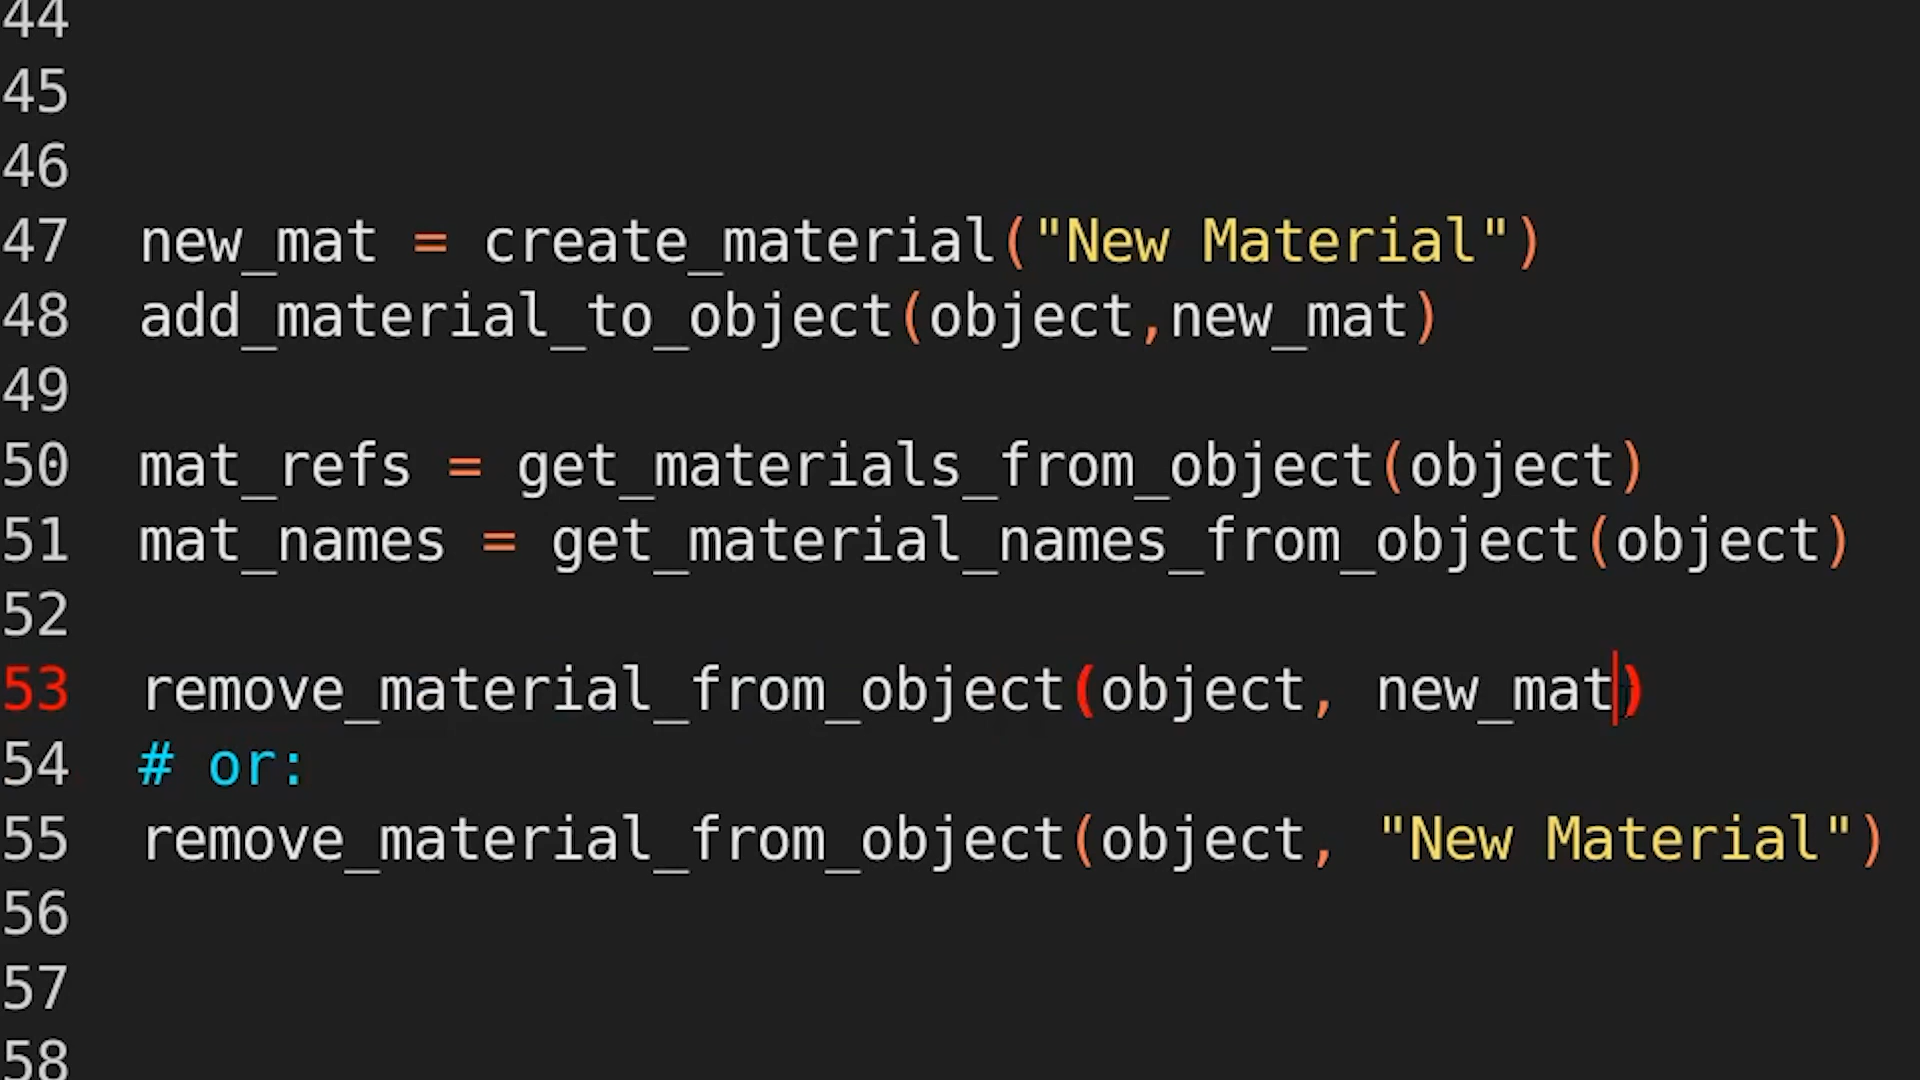 44
45
46
47 new_mat = create_material("New Material")
48 add_material_to_object(object,new_mat)
49
50 mat_refs = get_materials_from_object(object)
51 mat_names = get_material_names_from_object(object)
52
53 remove_material_from_object(object, new_mat)
54 # or:
55 remove_material_from_object(object, "New Material")
56
57
58